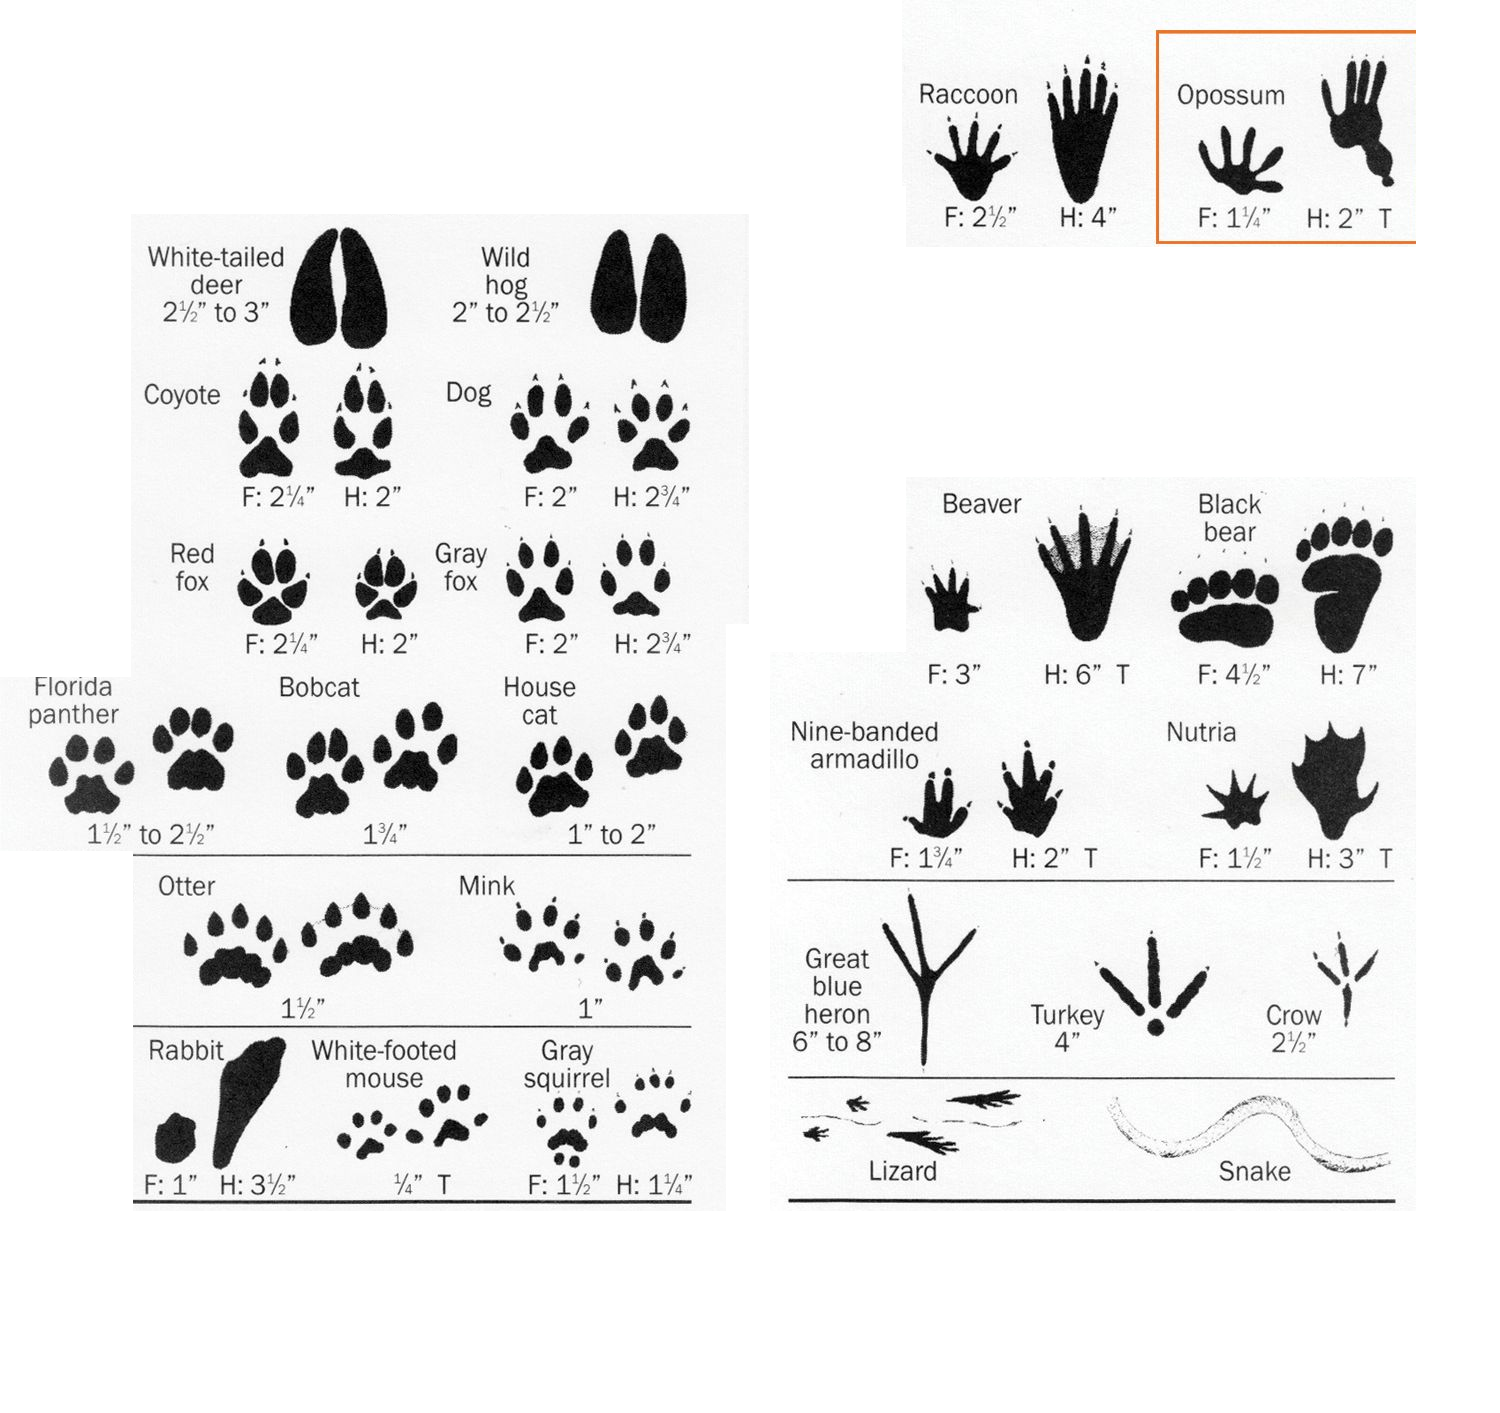 Raccoon
F: 2½” H: 4”
Opossum
F: 1¼” H: 2” T
White-tailed
deer
2½” to 3”
Wild
hog
2” to 2½”
Coyote
F: 2¼” H: 2”
Dog
F: 2” H: 2¾”
Red
fox
F: 2¼” H: 2”
Gray
fox
F: 2” H: 2¾”
Florida
panther
1½” to 2½”
Bobcat
1¾”
House
cat
1” to 2”
Otter
1½”
Mink
1”
Rabbit
F: 1” H: 3½”
White-footed
mouse
¼” T
Gray
squirrel
F: 1½” H: 1¼”
Beaver
F: 3” H: 6” T
Black
bear
F: 4½” H: 7”
Nine-banded
armadillo
F: 1¾” H: 2” T
Nutria
F: 1½” H: 3” T
Great
blue
heron
6” to 8”
Turkey
4”
Crow
2½”
Lizard
Snake